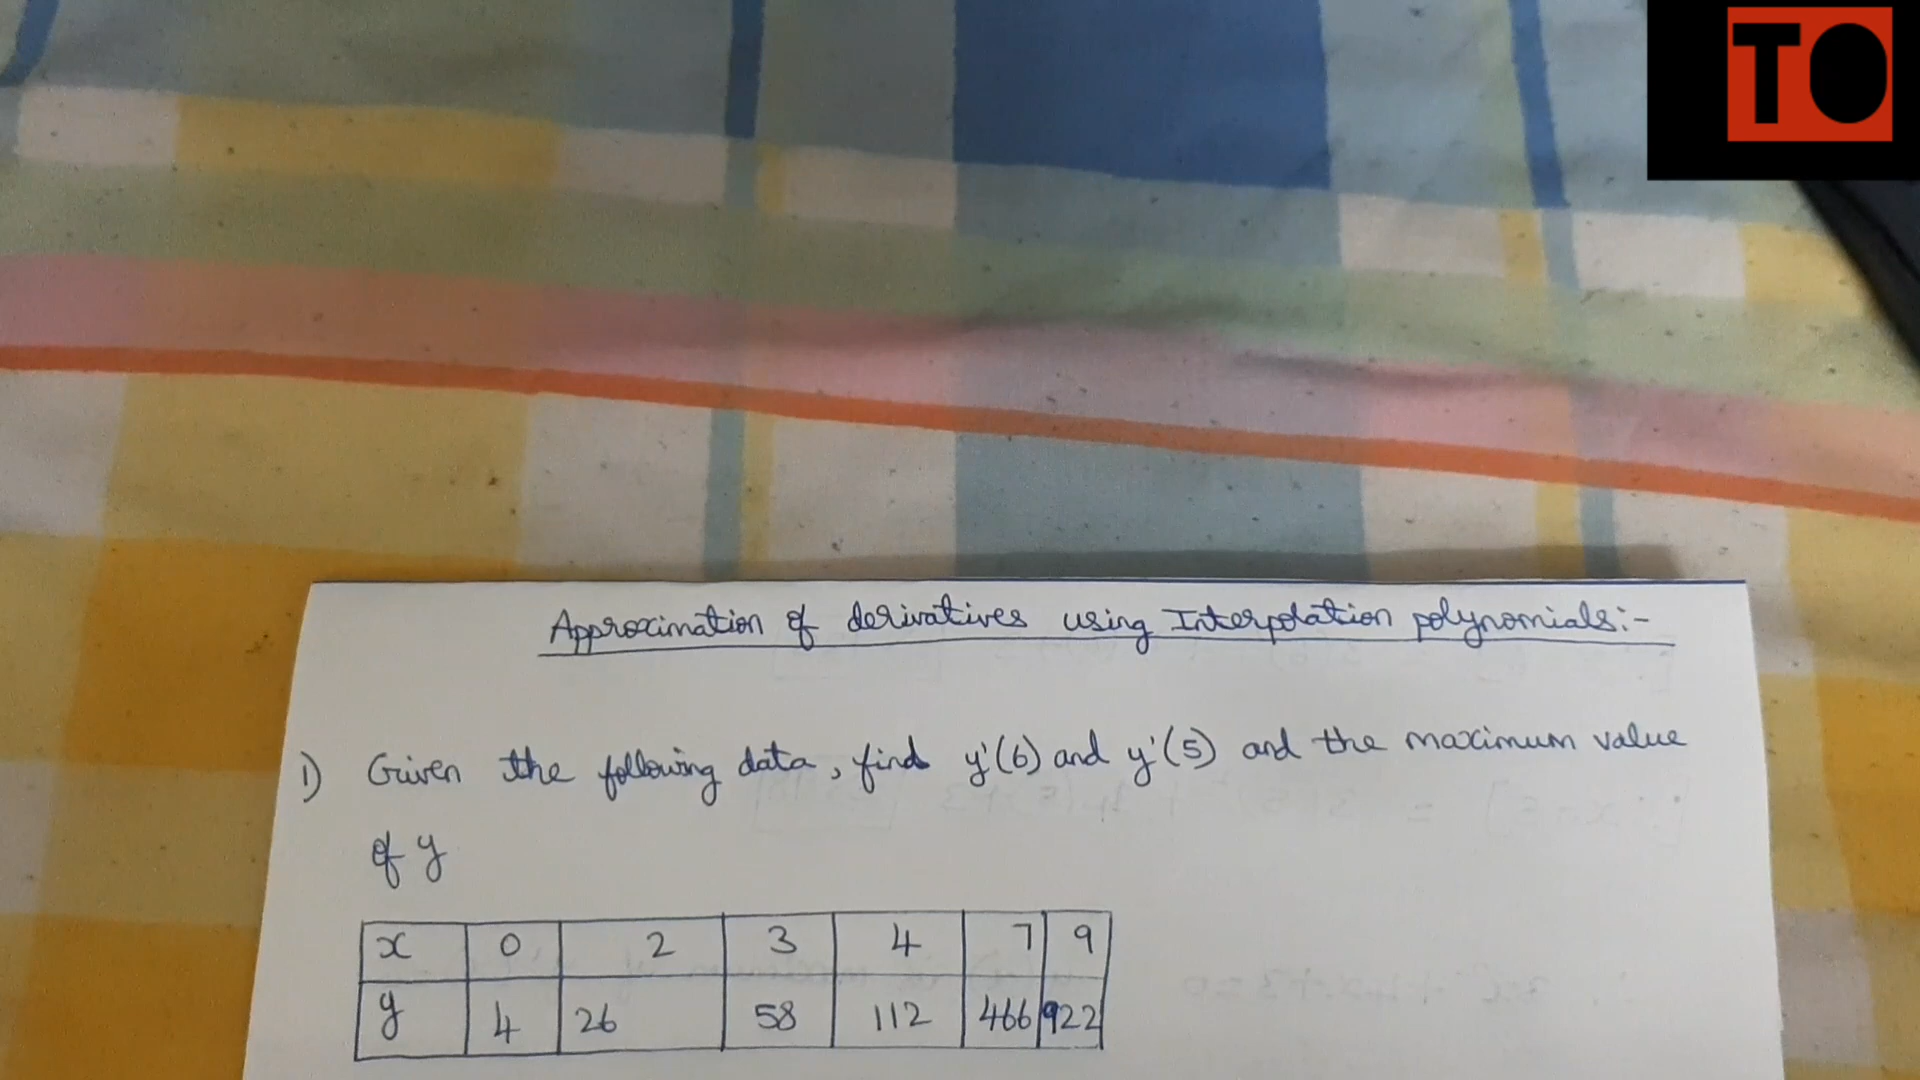 TO
Approximation of derivatives using Interpolation polynomials:-
1) Given the following data, find y'(6) and y'(5) and the maximum value
of y
x 0 2 3 4 7 9
y 4 26 58 112 466 922